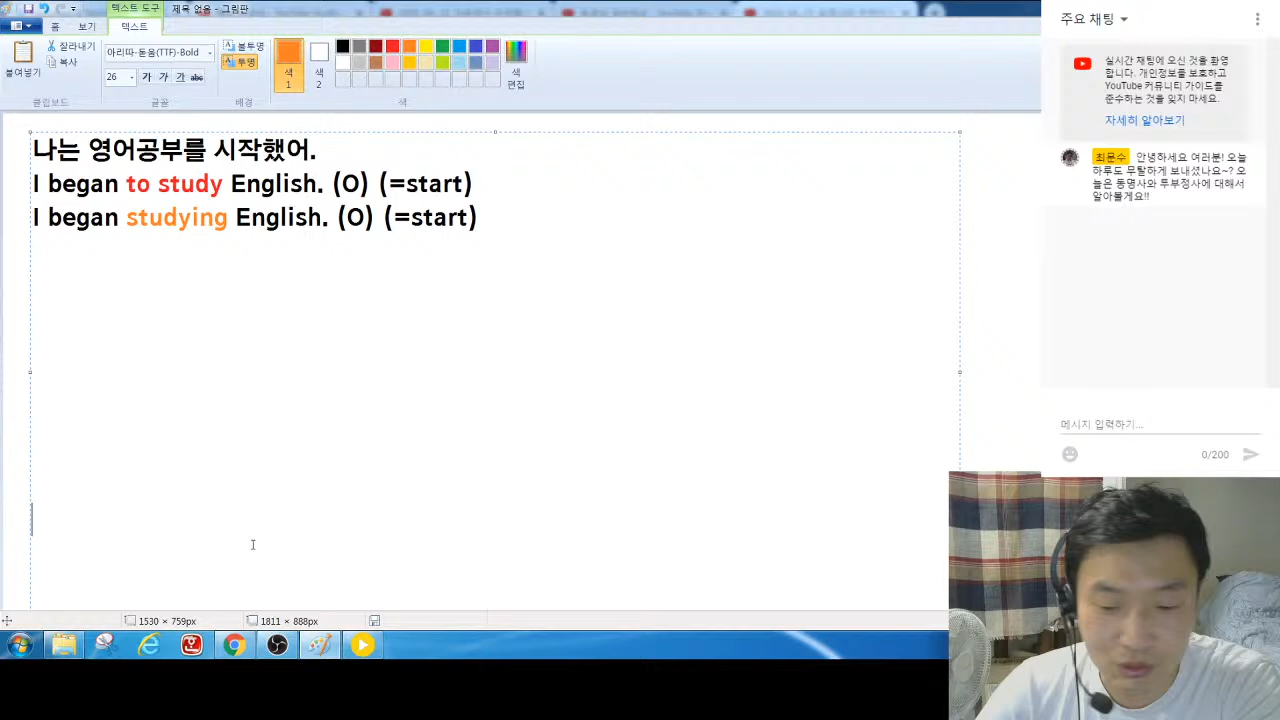 텍스트 도구
제목 없음 - 그림판
홈
보기
텍스트
붙여넣기
잘라내기
복사
클립보드
아리따-돋움(TTF)-Bold
26
가 가 가 abc
글꼴
불투명
투명
배경
색 1
색 2
색
색 편집
나는 영어공부를 시작했어.
I began to study English. (O) (=start)
I began studying English. (O) (=start)
1530 × 759px
1811 × 888px
주요 채팅
실시간 채팅에 오신 것을 환영
합니다. 개인정보를 보호하고
YouTube 커뮤니티 가이드를
준수하는 것을 잊지 마세요.
자세히 알아보기
최문수 안녕하세요 여러분! 오늘
하루도 무탈하게 보내셨나요~? 오
늘은 동명사와 투부정사에 대해서
알아볼게요!!
메시지 입력하기...
0/200